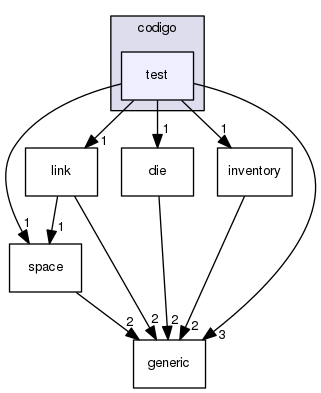 codigo
test
1
1
1
link
die
inventory
1
1
space
2
2
2
2
3
generic